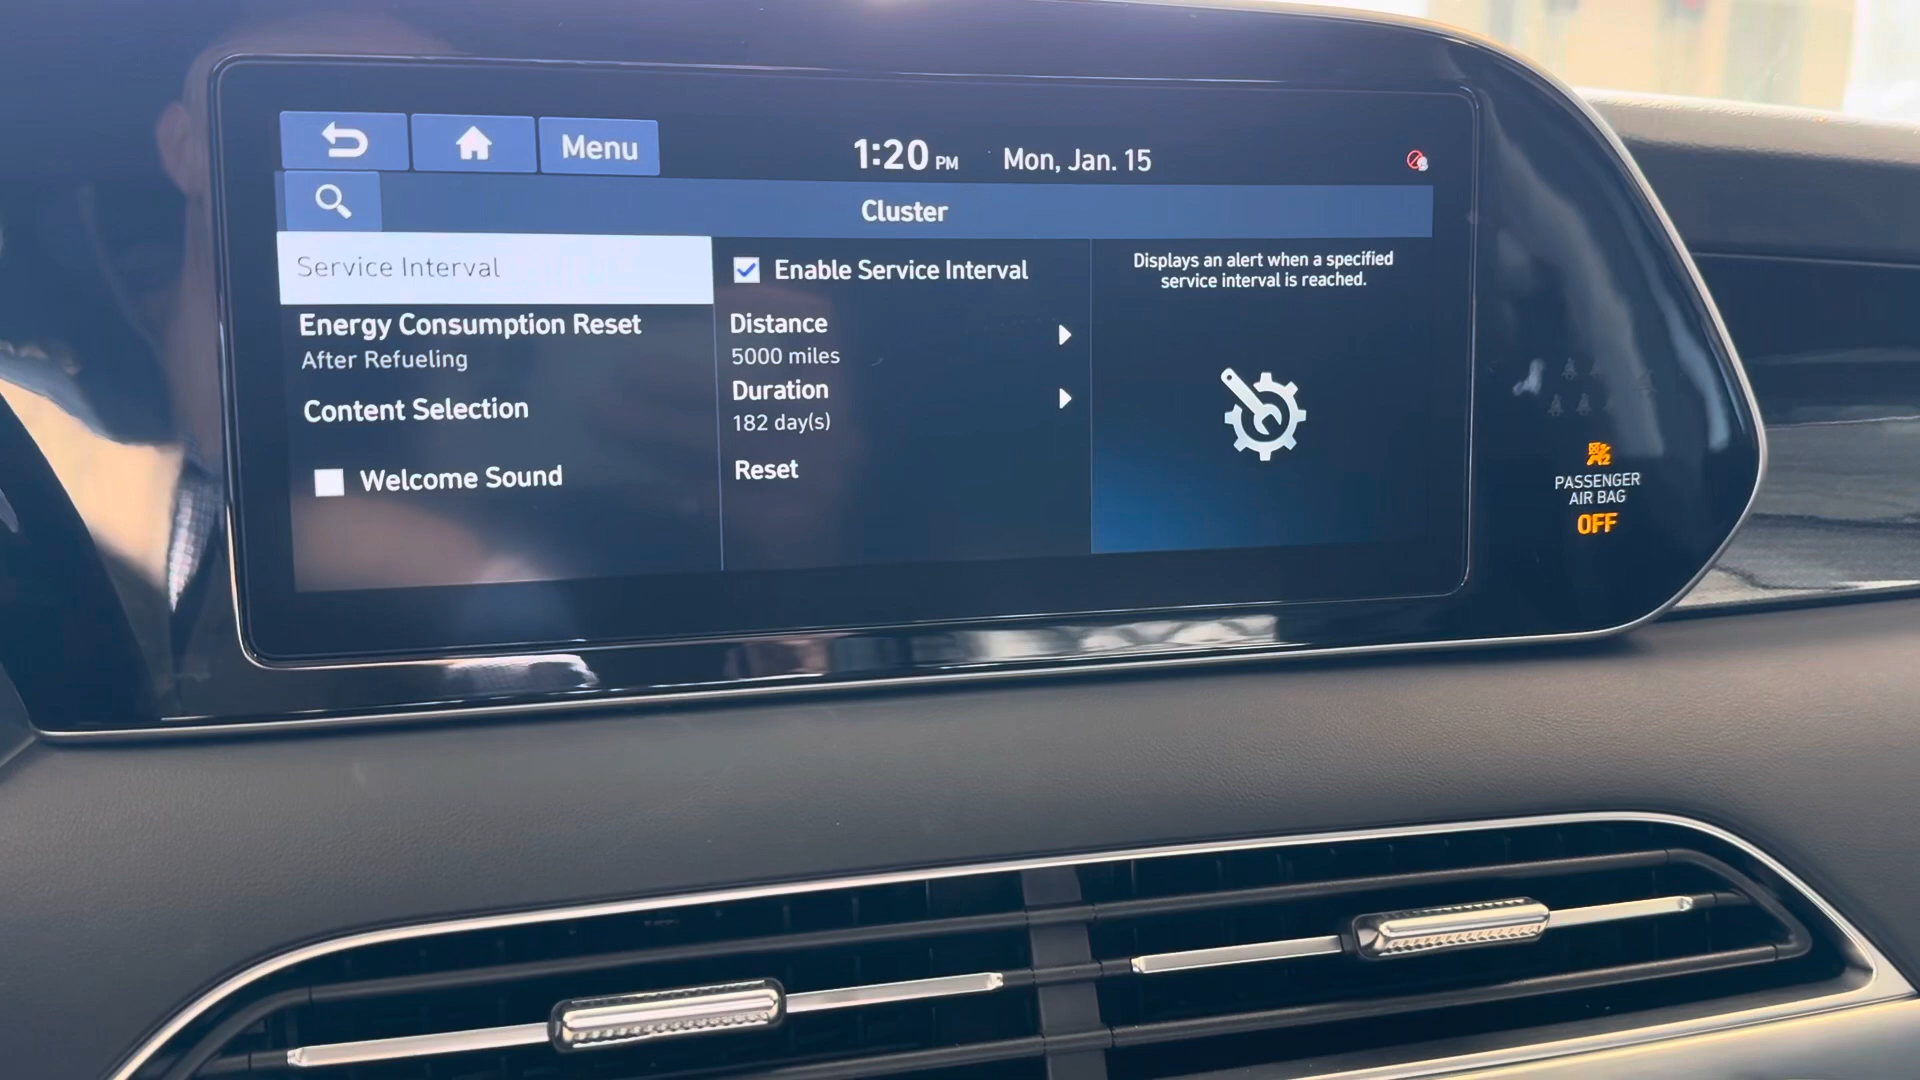 Menu
1:20 PM Mon, Jan. 15
Cluster
Service Interval
Energy Consumption Reset
After Refueling
Content Selection
Welcome Sound
Enable Service Interval
Distance
5000 miles
Duration
182 day(s)
Reset
Displays an alert when a specified
service interval is reached.
PASSENGER
AIR BAG
OFF